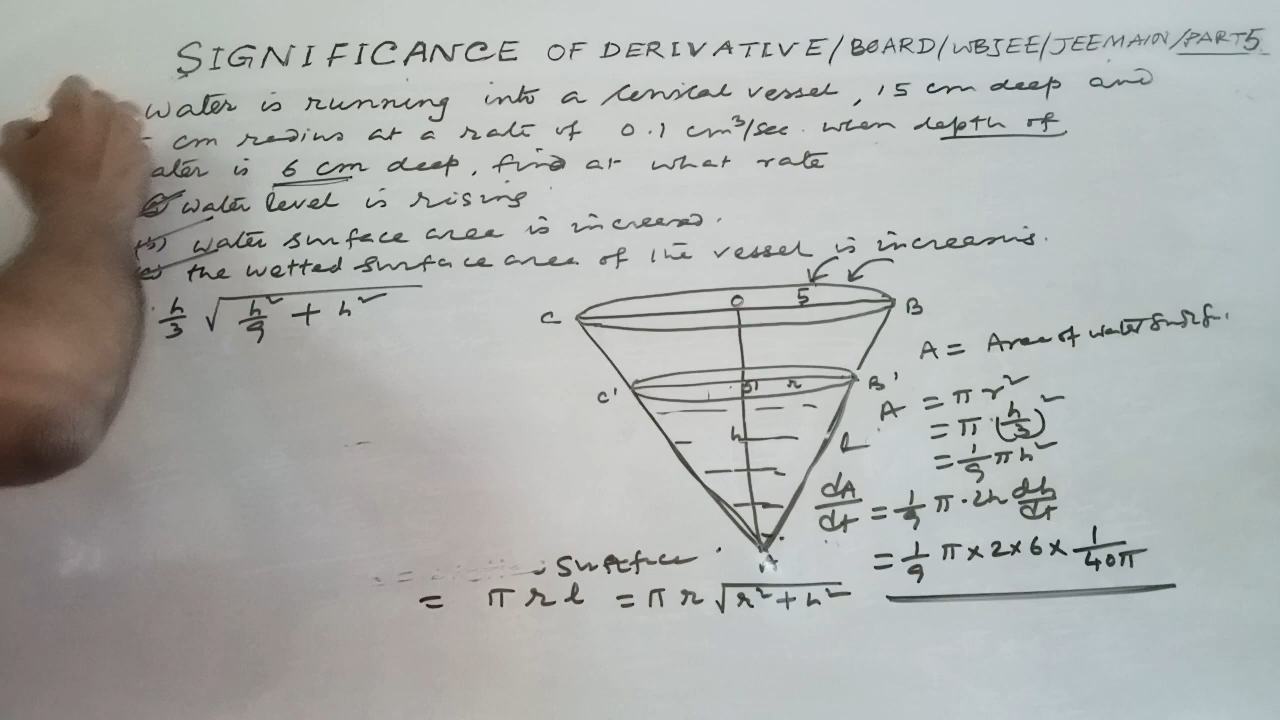 SIGNIFICANCE OF DERIVATIVE/BOARD/WBJEE/JEEMAIN/PART5
water is running into a conical vessel, 15 cm deep and
cm radius at a rate of 0.1 cm³/sec. when depth of
ater is 6 cm deep, find at what rate
water level is rising
(b) water surface area is increased.
the wetted surface area of the vessel is increasing.
h/3 √(h²/9 + h²)
C O 5 B
C' O' r B'
h
L
A
A = Area of water surf.
A = πr²
= π (h/3)²
= 1/9 πh²
dA/dt = 1/9 π·2h dh/dt
= 1/9 π×2×6× 1/40π
Surface
= πrl = πr √(r²+h²)